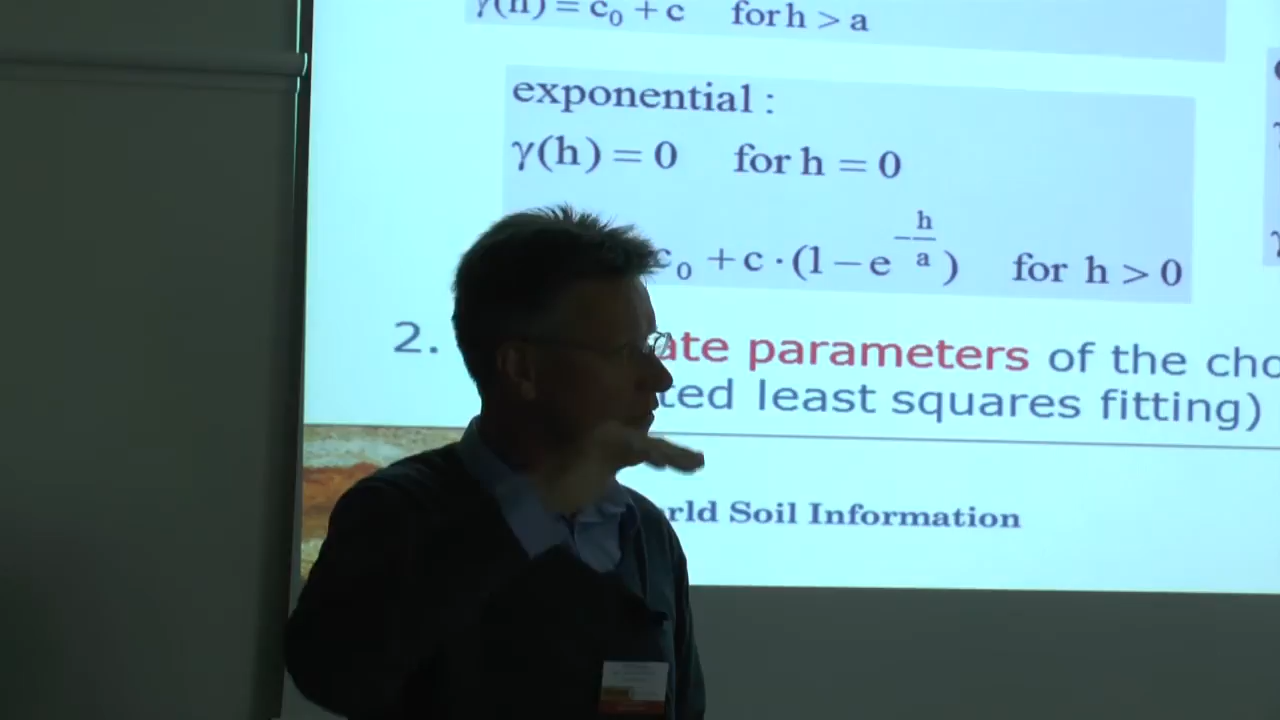 γ(h) = c₀ + c for h > a
exponential :
γ(h) = 0 for h = 0
c₀ + c · (1 − e^(−h/a)) for h > 0
2. ate parameters of the cho
ted least squares fitting)
rld Soil Information